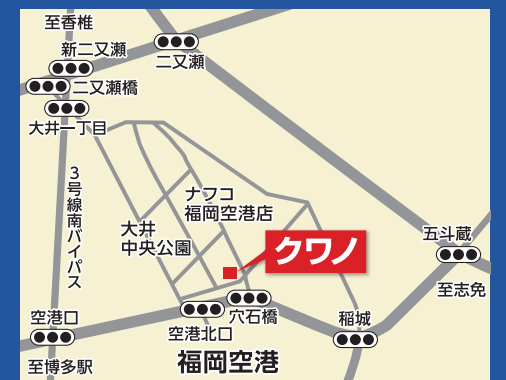 至香椎
新二又瀬
二又瀬
二又瀬橋
大井一丁目
3号線南バイパス
ナフコ
福岡空港店
大井
中央公園
クワノ
五斗蔵
至志免
空港口
穴石橋
空港北口
稲城
至博多駅
福岡空港